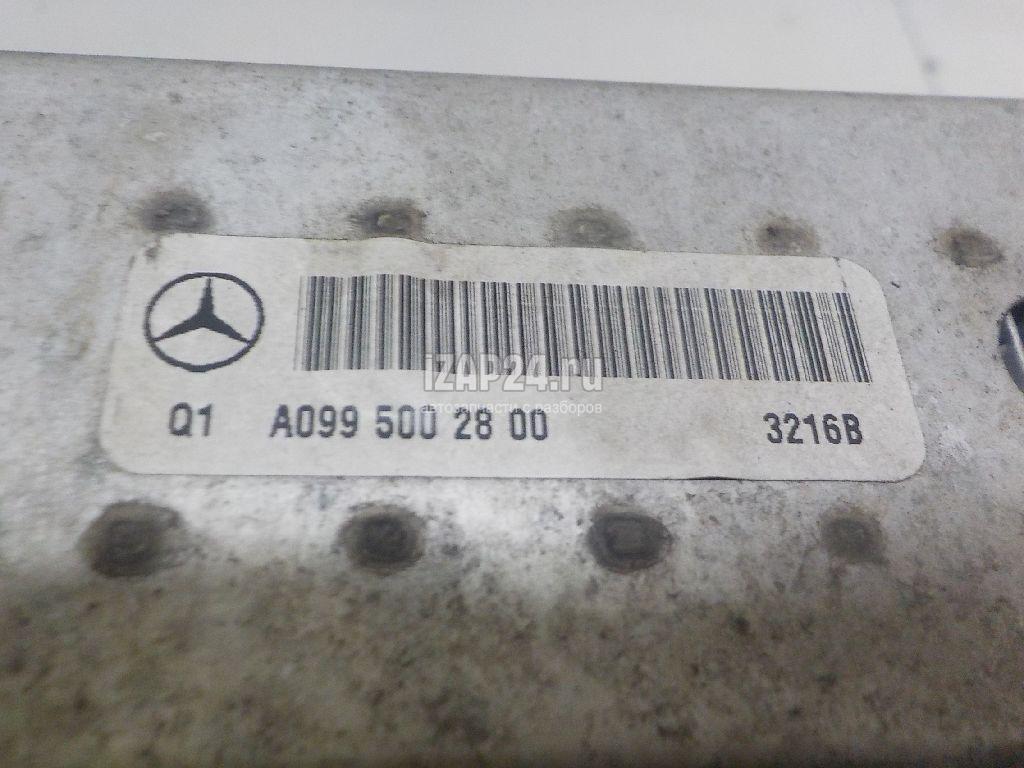 iZAP24.ru
автозапчасти с разборов
Q1 A099 500 28 00 3216B